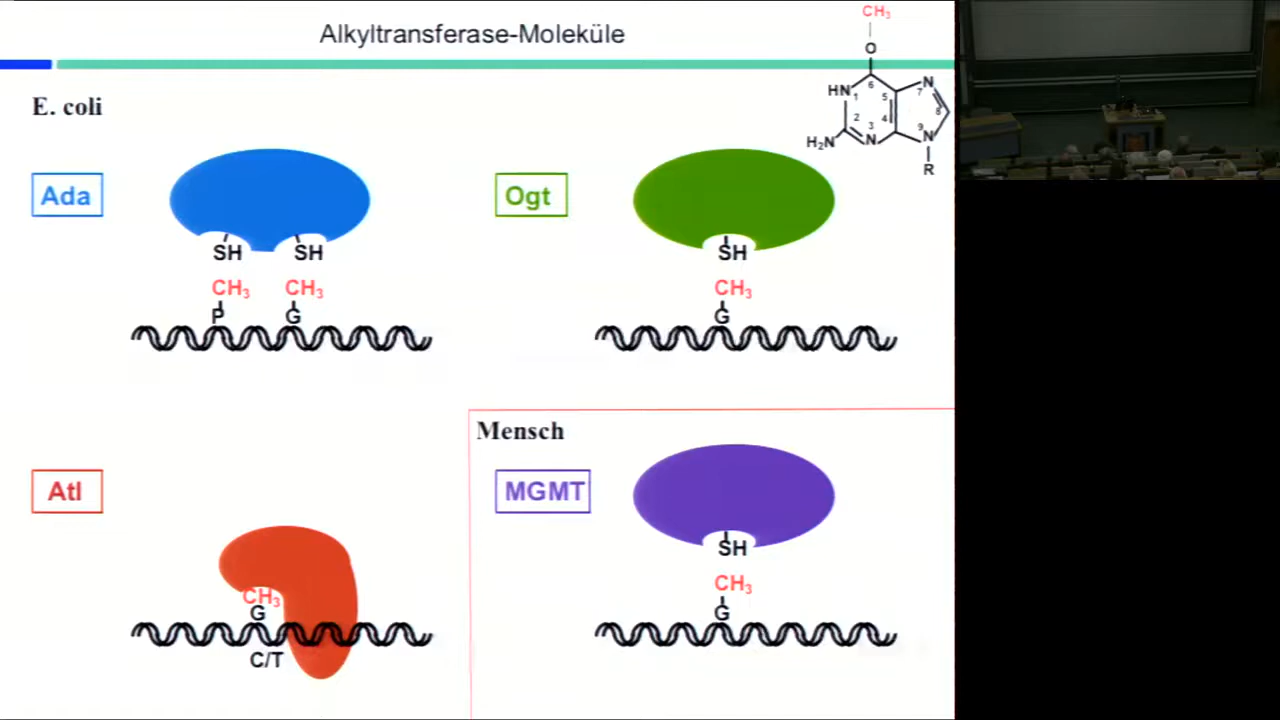 Alkyltransferase-Moleküle
CH₃
O
6
HN 1
5
7 N
8
2
3
4
9
H₂N
N
N
R
E. coli
Ada
SH SH
CH₃ CH₃
P G
Ogt
SH
CH₃
G
Atl
CH₃
G
C/T
Mensch
MGMT
SH
CH₃
G